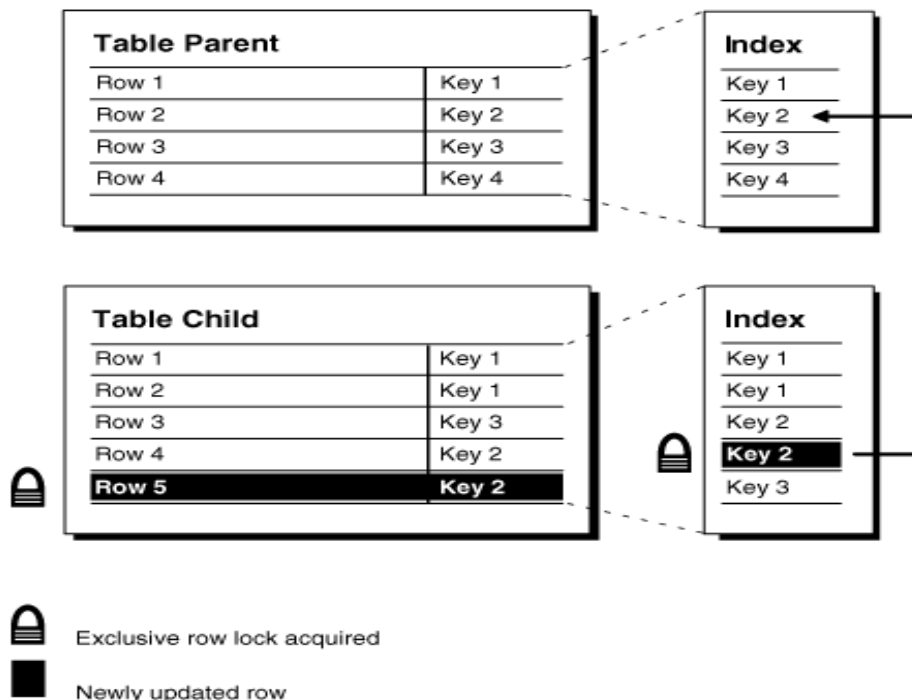 Table Parent
Row 1 Key 1
Row 2 Key 2
Row 3 Key 3
Row 4 Key 4
Index
Key 1
Key 2
Key 3
Key 4
Table Child
Row 1 Key 1
Row 2 Key 1
Row 3 Key 3
Row 4 Key 2
Row 5 Key 2
Index
Key 1
Key 1
Key 2
Key 2
Key 3
Exclusive row lock acquired
Newly updated row